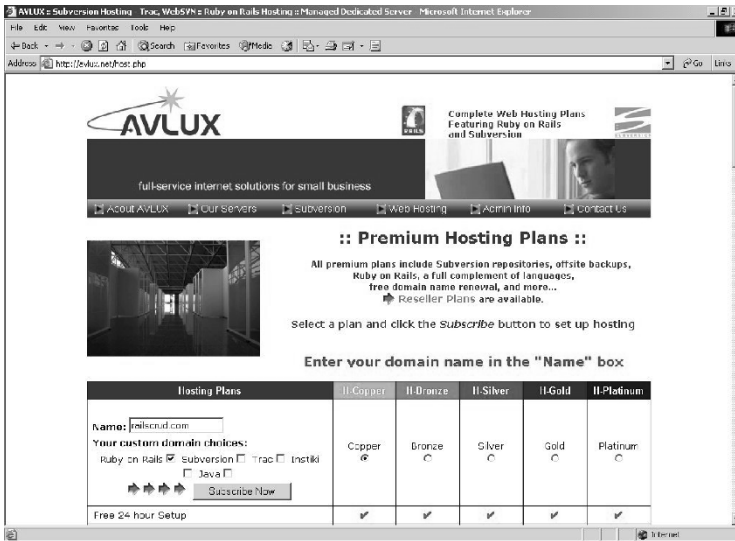 AVLUX :: Subversion Hosting - Trac, WebSVN :: Ruby on Rails Hosting :: Managed Dedicated Server - Microsoft Internet Explorer
File Edit View Favorites Tools Help
Back Search Favorites Media
Address http://avlux.net/host.php Go Links
AVLUX
RAILS
Complete Web Hosting Plans
Featuring Ruby on Rails
and Subversion
SUBVERSION
full-service internet solutions for small business
About AVLUX Our Servers Subversion Web Hosting Admin Info Contact Us
:: Premium Hosting Plans ::
All premium plans include Subversion repositories, offsite backups,
Ruby on Rails, a full complement of languages,
free domain name renewal, and more...
Reseller Plans are available.
Select a plan and click the Subscribe button to set up hosting
Enter your domain name in the "Name" box
Hosting Plans H-Copper H-Bronze H-Silver H-Gold H-Platinum
Name: railscrud.com
Your custom domain choices:
Ruby on Rails Subversion Trac Instiki
Java
Subscribe Now
Copper Bronze Silver Gold Platinum
Free 24 hour Setup
Internet